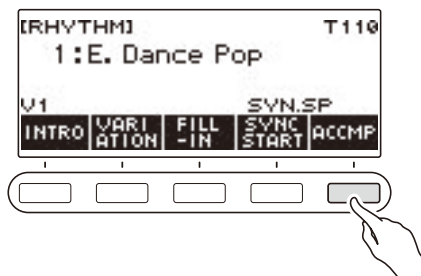 [RHYTHM] T110
1:E. Dance Pop
V1 SYN.SP
INTRO VARI FILL SYNC ACCMP
ATION -IN START